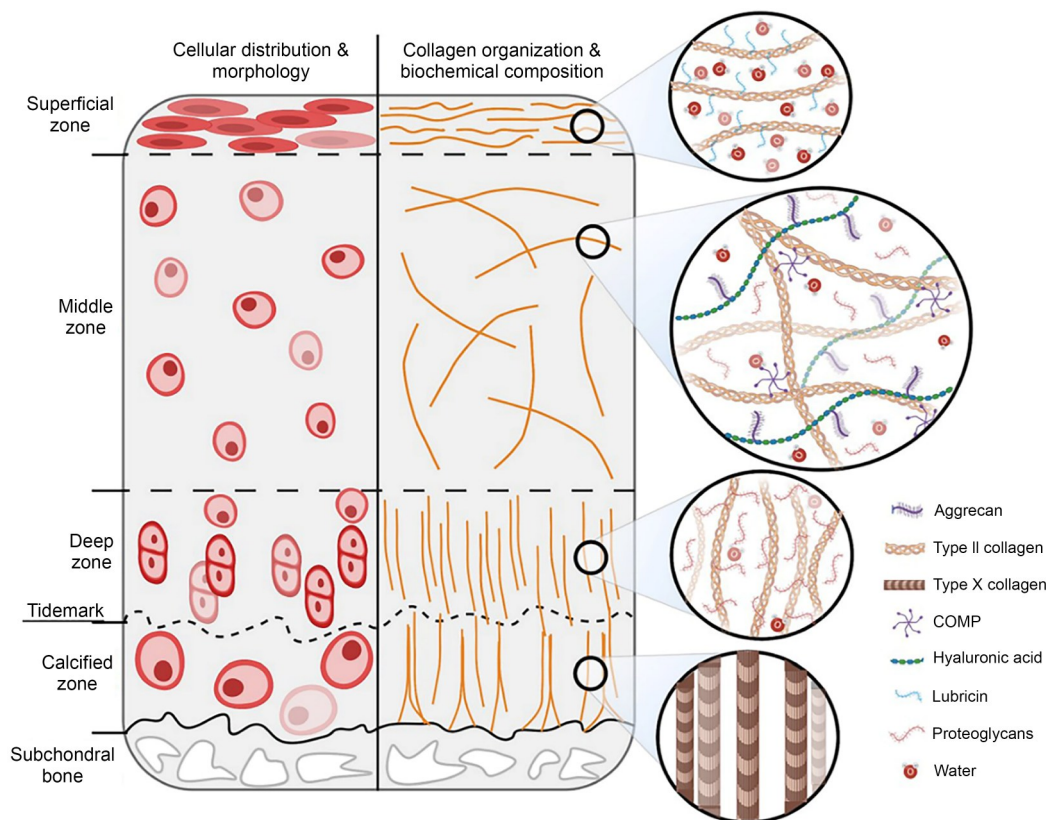 Cellular distribution &
morphology
Collagen organization &
biochemical composition
Superficial
zone
Middle
zone
Deep
zone
Tidemark
Calcified
zone
Subchondral
bone
Aggrecan
Type II collagen
Type X collagen
COMP
Hyaluronic acid
Lubricin
Proteoglycans
Water